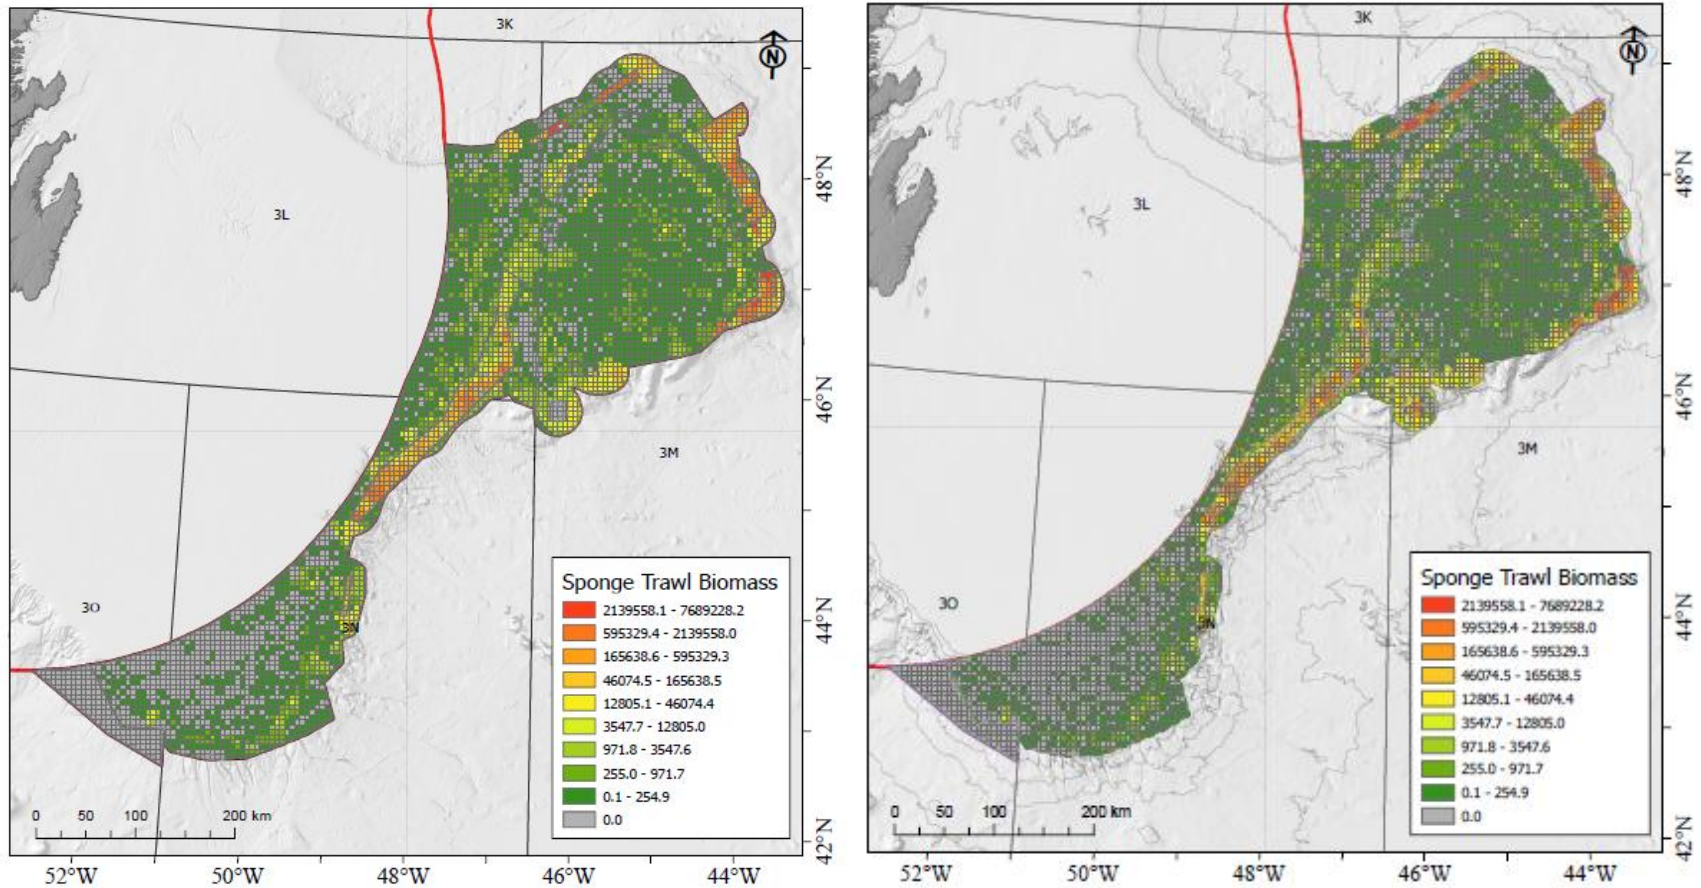 3K
N
3L
48°N
46°N
3M
3O
3N
44°N
Sponge Trawl Biomass
2139558.1 - 7689228.2
595329.4 - 2139558.0
165638.6 - 595329.3
46074.5 - 165638.5
12805.1 - 46074.4
3547.7 - 12805.0
971.8 - 3547.6
255.0 - 971.7
0.1 - 254.9
0.0
0 50 100 200 km
42°N
52°W 50°W 48°W 46°W 44°W
3K
N
3L
48°N
46°N
3M
3O
3N
44°N
Sponge Trawl Biomass
2139558.1 - 7689228.2
595329.4 - 2139558.0
165638.6 - 595329.3
46074.5 - 165638.5
12805.1 - 46074.4
3547.7 - 12805.0
971.8 - 3547.6
255.0 - 971.7
0.1 - 254.9
0.0
0 50 100 200 km
42°N
52°W 50°W 48°W 46°W 44°W